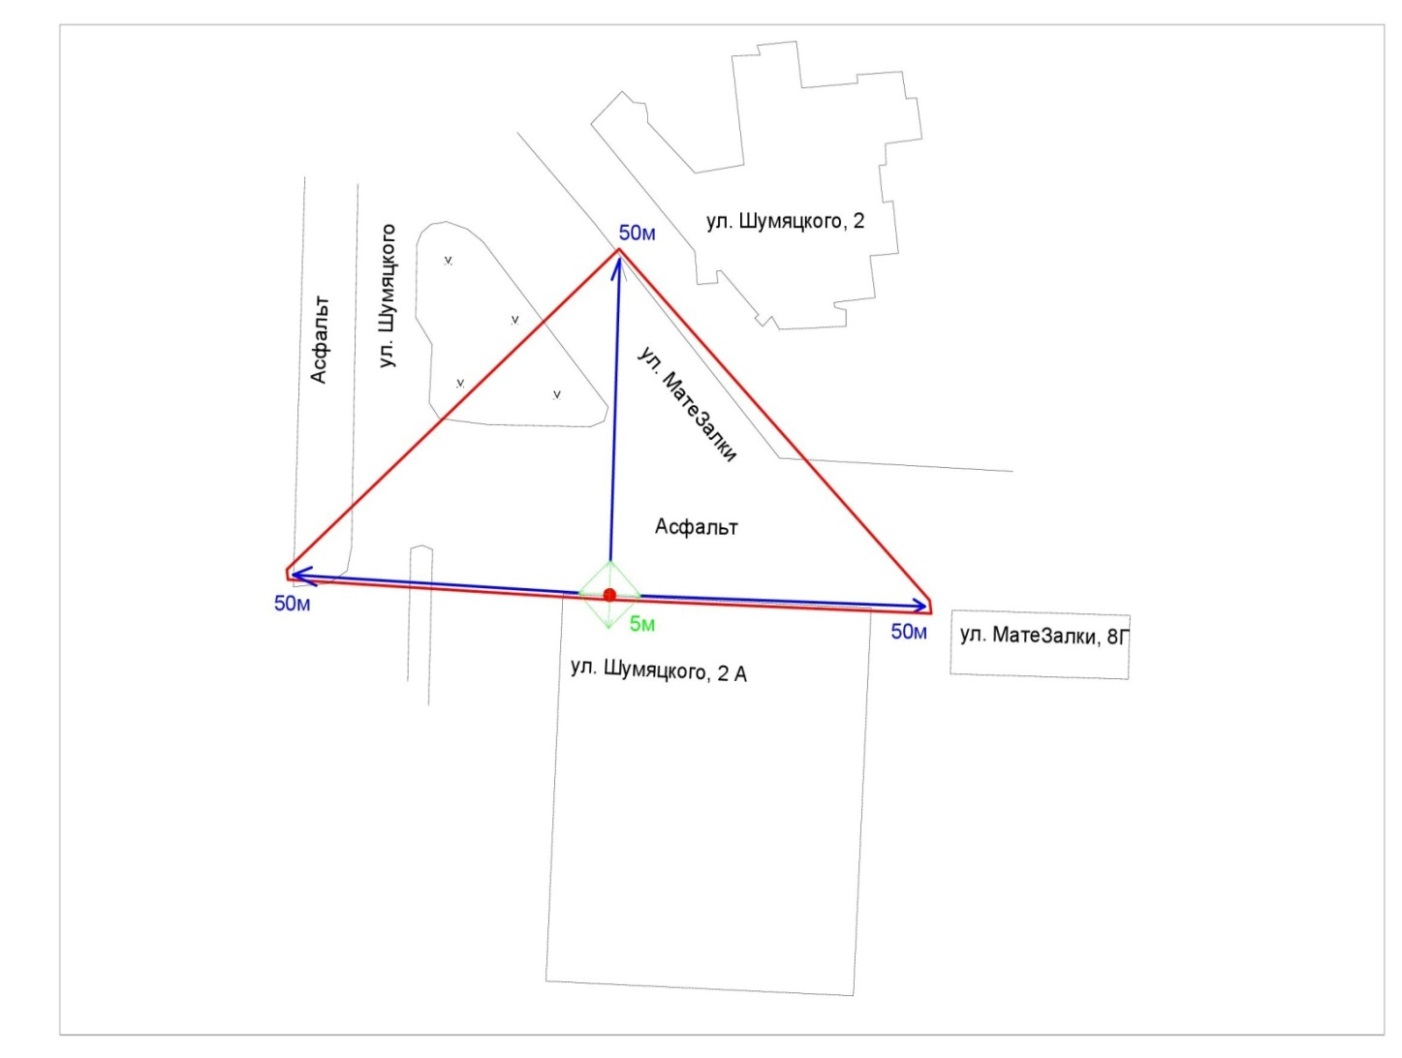 ул. Шумяцкого, 2
50м
ул. Шумяцкого
Асфальт
ул. МатеЗалки
Асфальт
50м
5м
50м
ул. МатеЗалки, 8Г
ул. Шумяцкого, 2 А